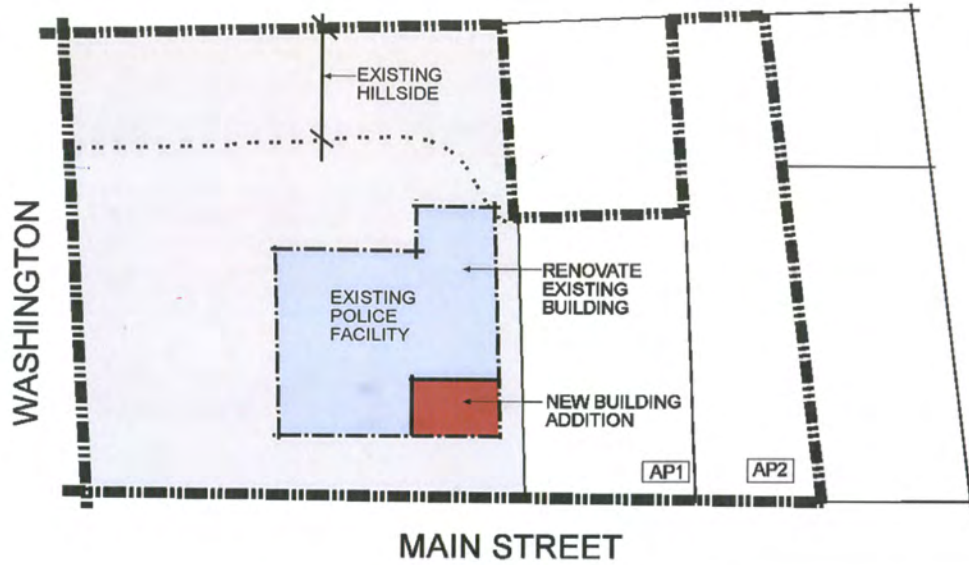 EXISTING
HILLSIDE
WASHINGTON
EXISTING
POLICE
FACILITY
RENOVATE
EXISTING
BUILDING
NEW BUILDING
ADDITION
AP1
AP2
MAIN STREET